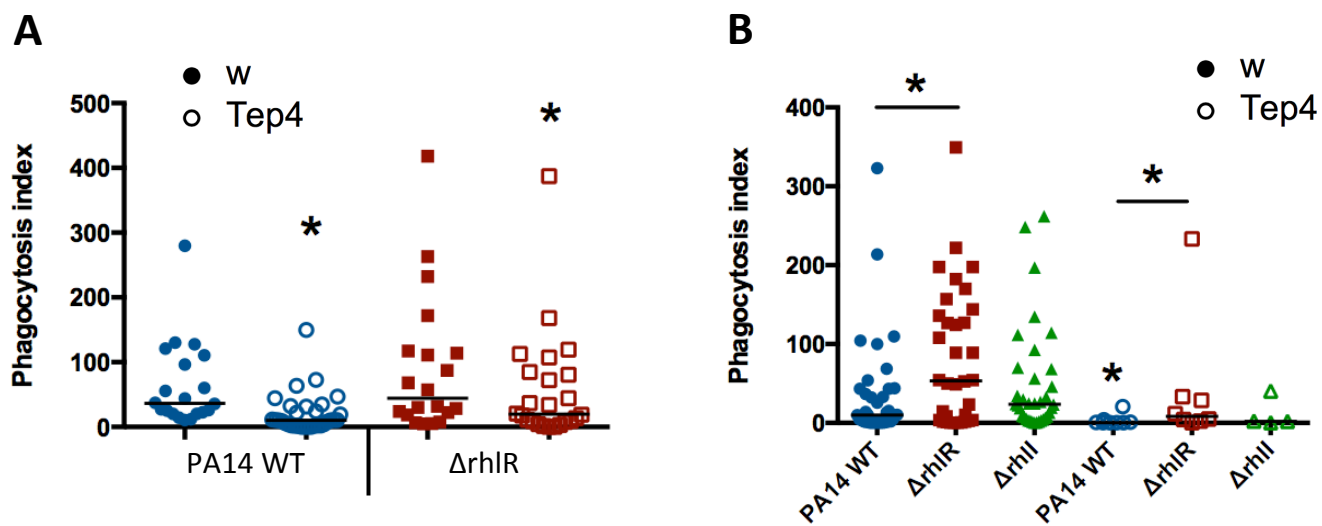 A
w
Tep4
Phagocytosis index
500
400
300
200
100
0
*
*
PA14 WT
ΔrhlR
B
w
Tep4
Phagocytosis index
400
300
200
100
0
*
*
*
PA14 WT
ΔrhlR
ΔrhlI
PA14 WT
ΔrhlR
ΔrhlI